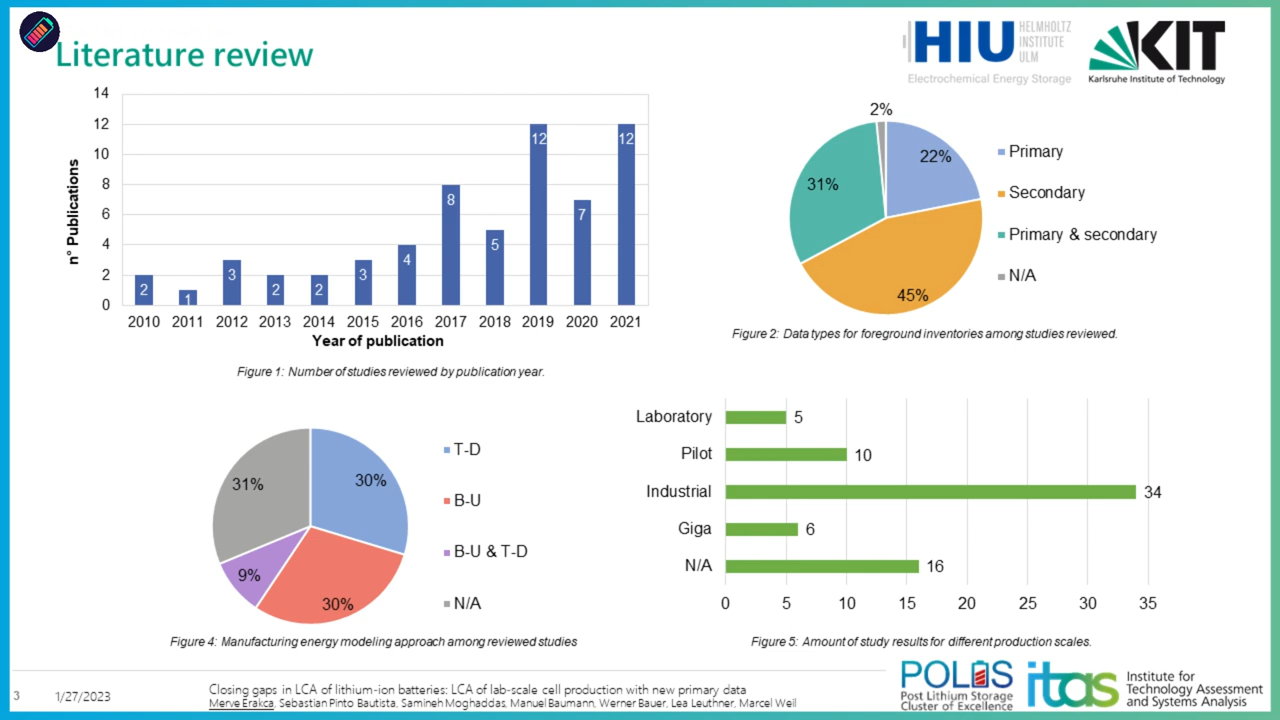 Literature review
HIU
HELMHOLTZ
INSTITUTE
ULM
Electrochemical Energy Storage
KIT
Karlsruhe Institute of Technology
n° Publications
14
12
10
8
6
4
2
0
2
1
3
2
2
3
4
8
5
12
7
12
2010 2011 2012 2013 2014 2015 2016 2017 2018 2019 2020 2021
Year of publication
Figure 1: Number of studies reviewed by publication year.
2%
22%
31%
45%
Primary
Secondary
Primary & secondary
N/A
Figure 2: Data types for foreground inventories among studies reviewed.
31%
30%
9%
30%
T-D
B-U
B-U & T-D
N/A
Figure 4: Manufacturing energy modeling approach among reviewed studies
Laboratory 5
Pilot 10
Industrial 34
Giga 6
N/A 16
0 5 10 15 20 25 30 35
Figure 5: Amount of study results for different production scales.
3
1/27/2023
Closing gaps in LCA of lithium-ion batteries: LCA of lab-scale cell production with new primary data
Merve Erakca, Sebastian Pinto Bautista, Samineh Moghaddas, Manuel Baumann, Werner Bauer, Lea Leuthner, Marcel Weil
POLiS
Post Lithium Storage
Cluster of Excellence
itas
Institute for
Technology Assessment
and Systems Analysis